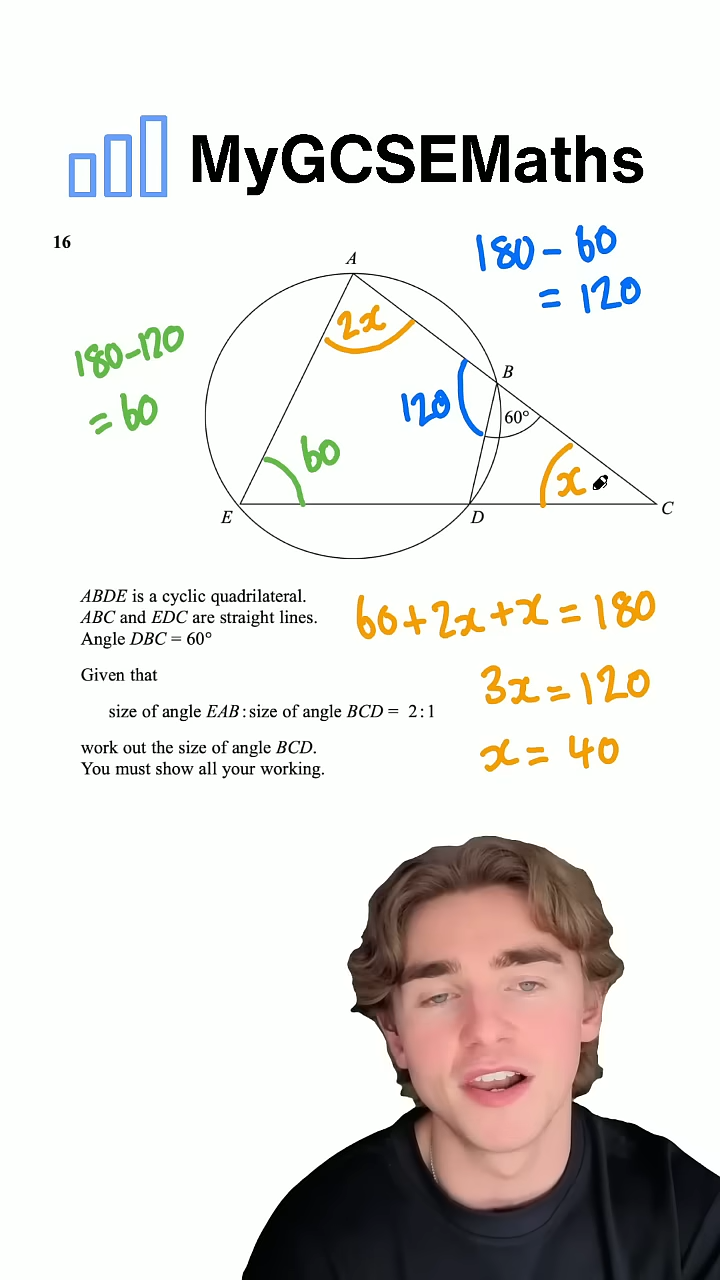 MyGCSEMaths
16
180 - 60
= 120
A
2x
180-120
= 60
B
120
60°
60
x
E
D
C
ABDE is a cyclic quadrilateral.
ABC and EDC are straight lines.
Angle DBC = 60°
60+2x+x=180
Given that
3x=120
size of angle EAB : size of angle BCD = 2:1
work out the size of angle BCD.
x= 40
You must show all your working.